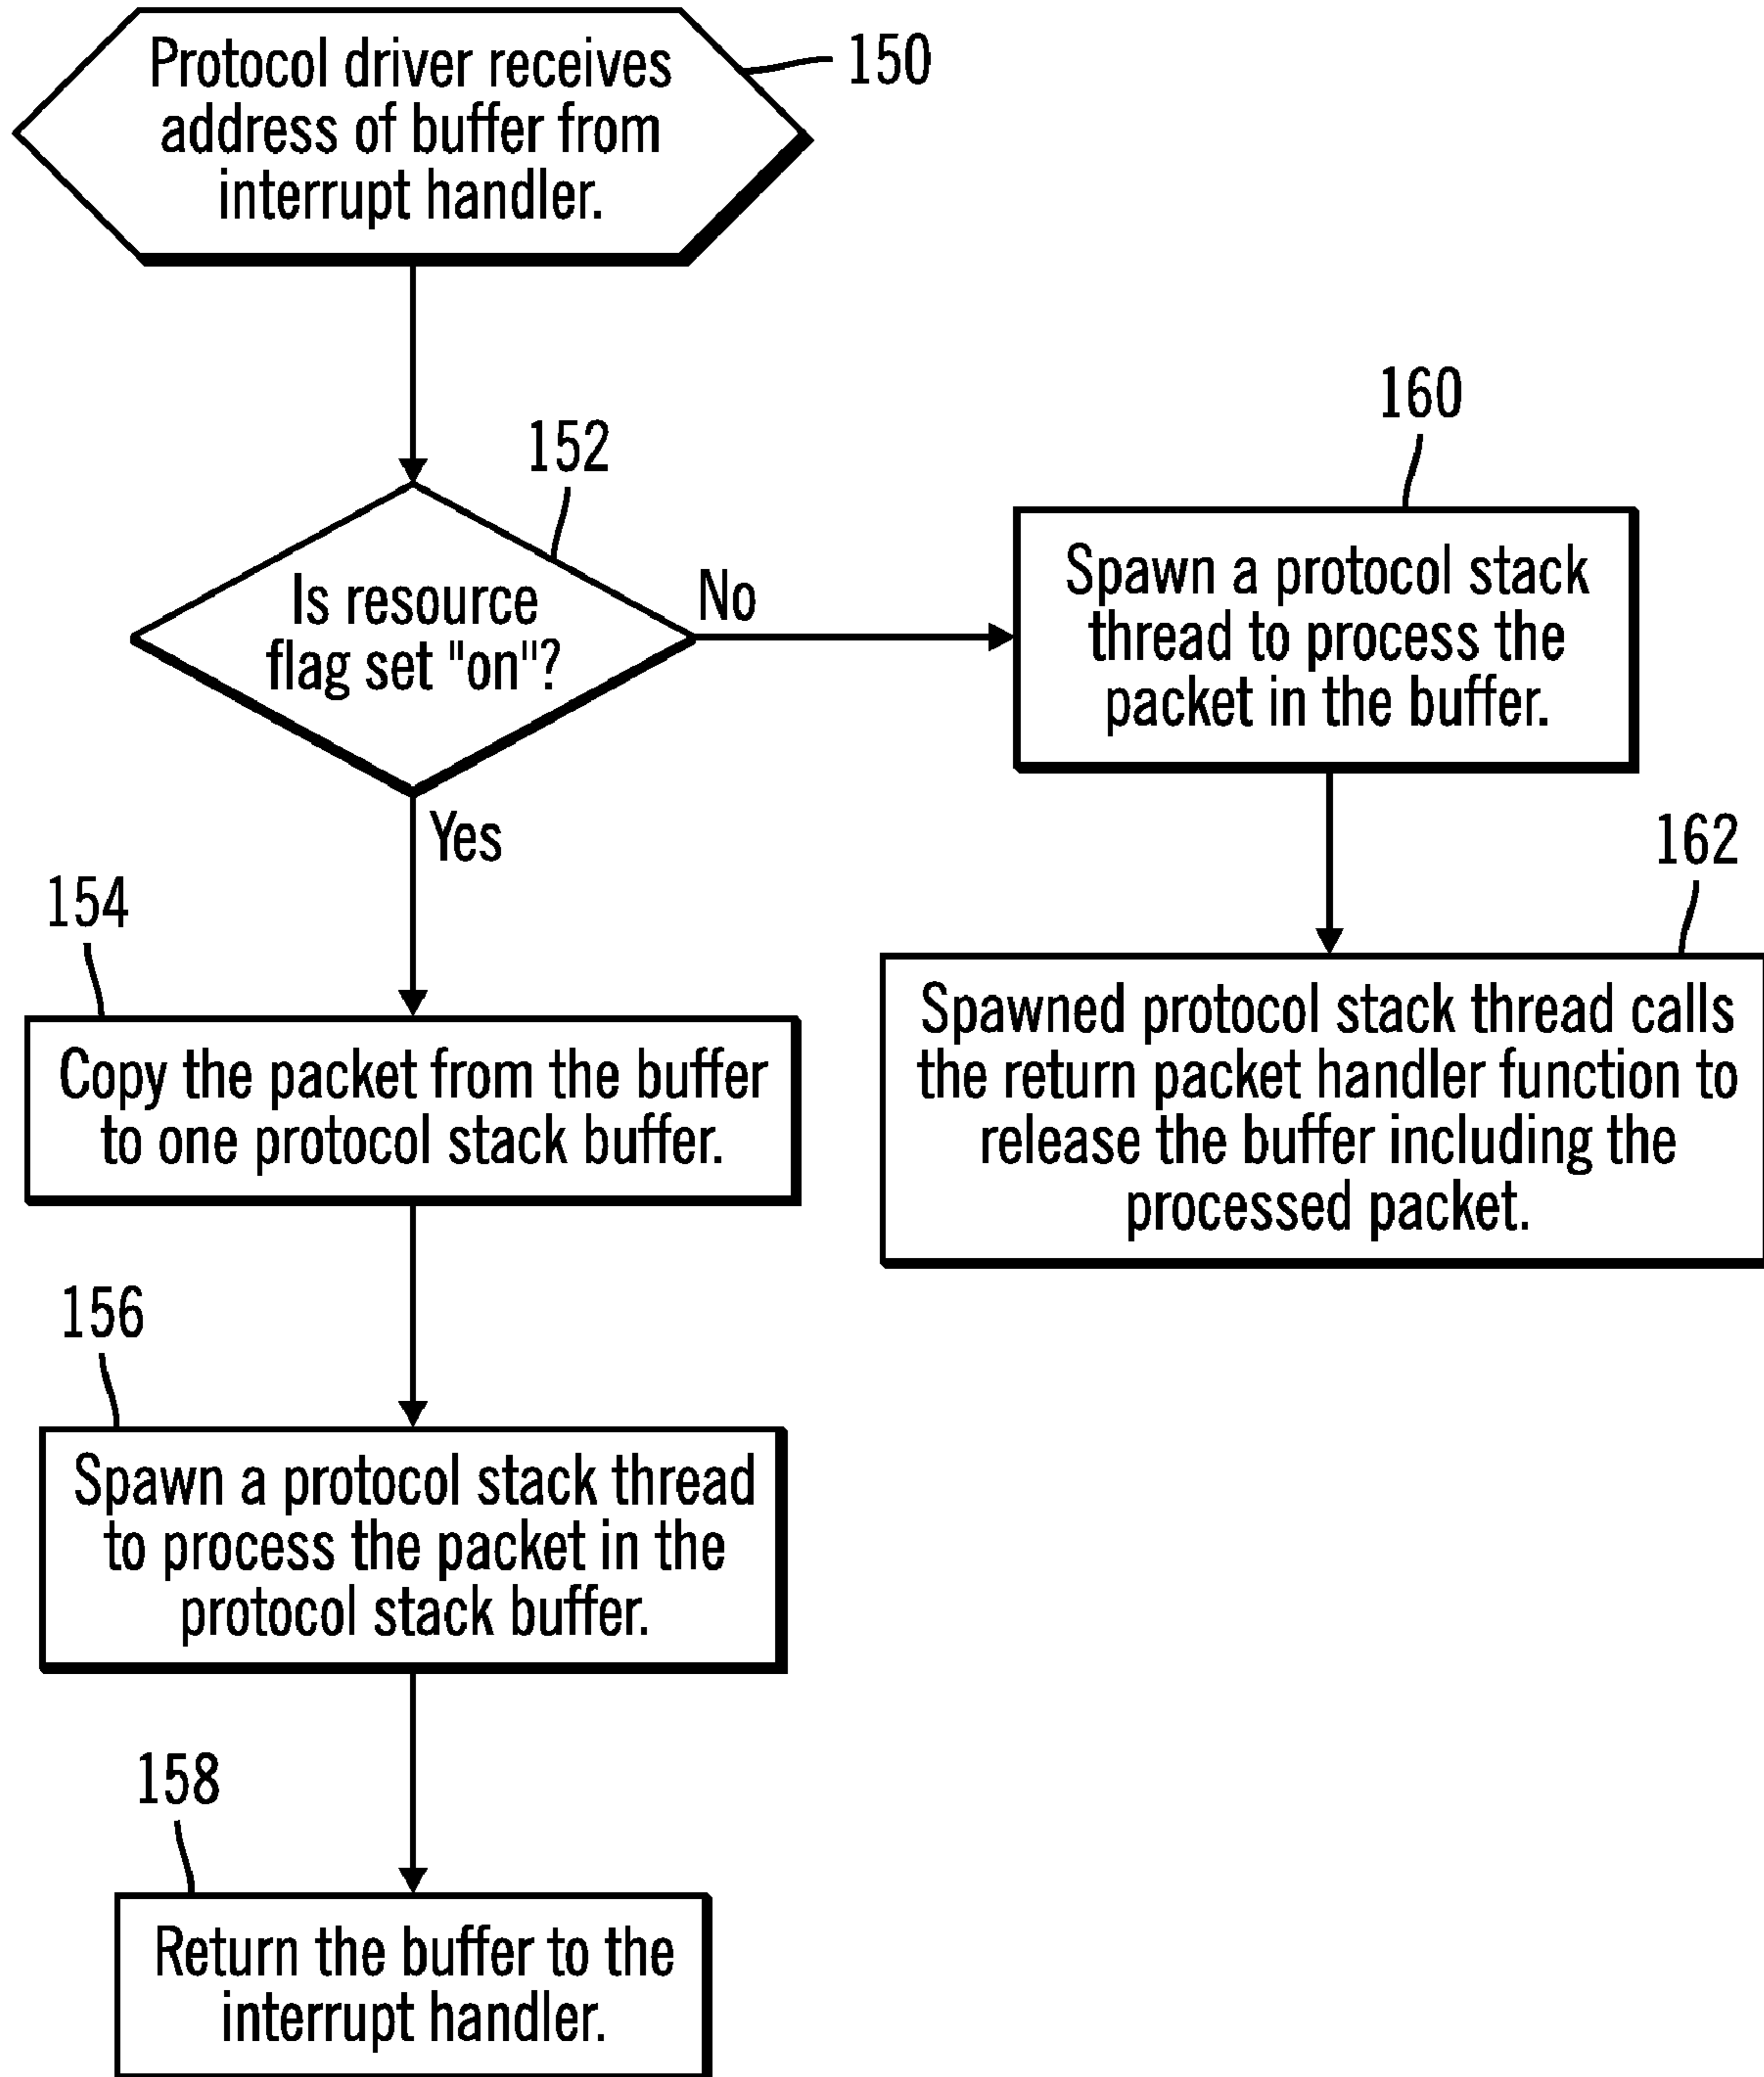 Protocol driver receives
address of buffer from
interrupt handler.
150
152
Is resource
flag set "on"?
No
Yes
160
Spawn a protocol stack
thread to process the
packet in the buffer.
162
Spawned protocol stack thread calls
the return packet handler function to
release the buffer including the
processed packet.
154
Copy the packet from the buffer
to one protocol stack buffer.
156
Spawn a protocol stack thread
to process the packet in the
protocol stack buffer.
158
Return the buffer to the
interrupt handler.